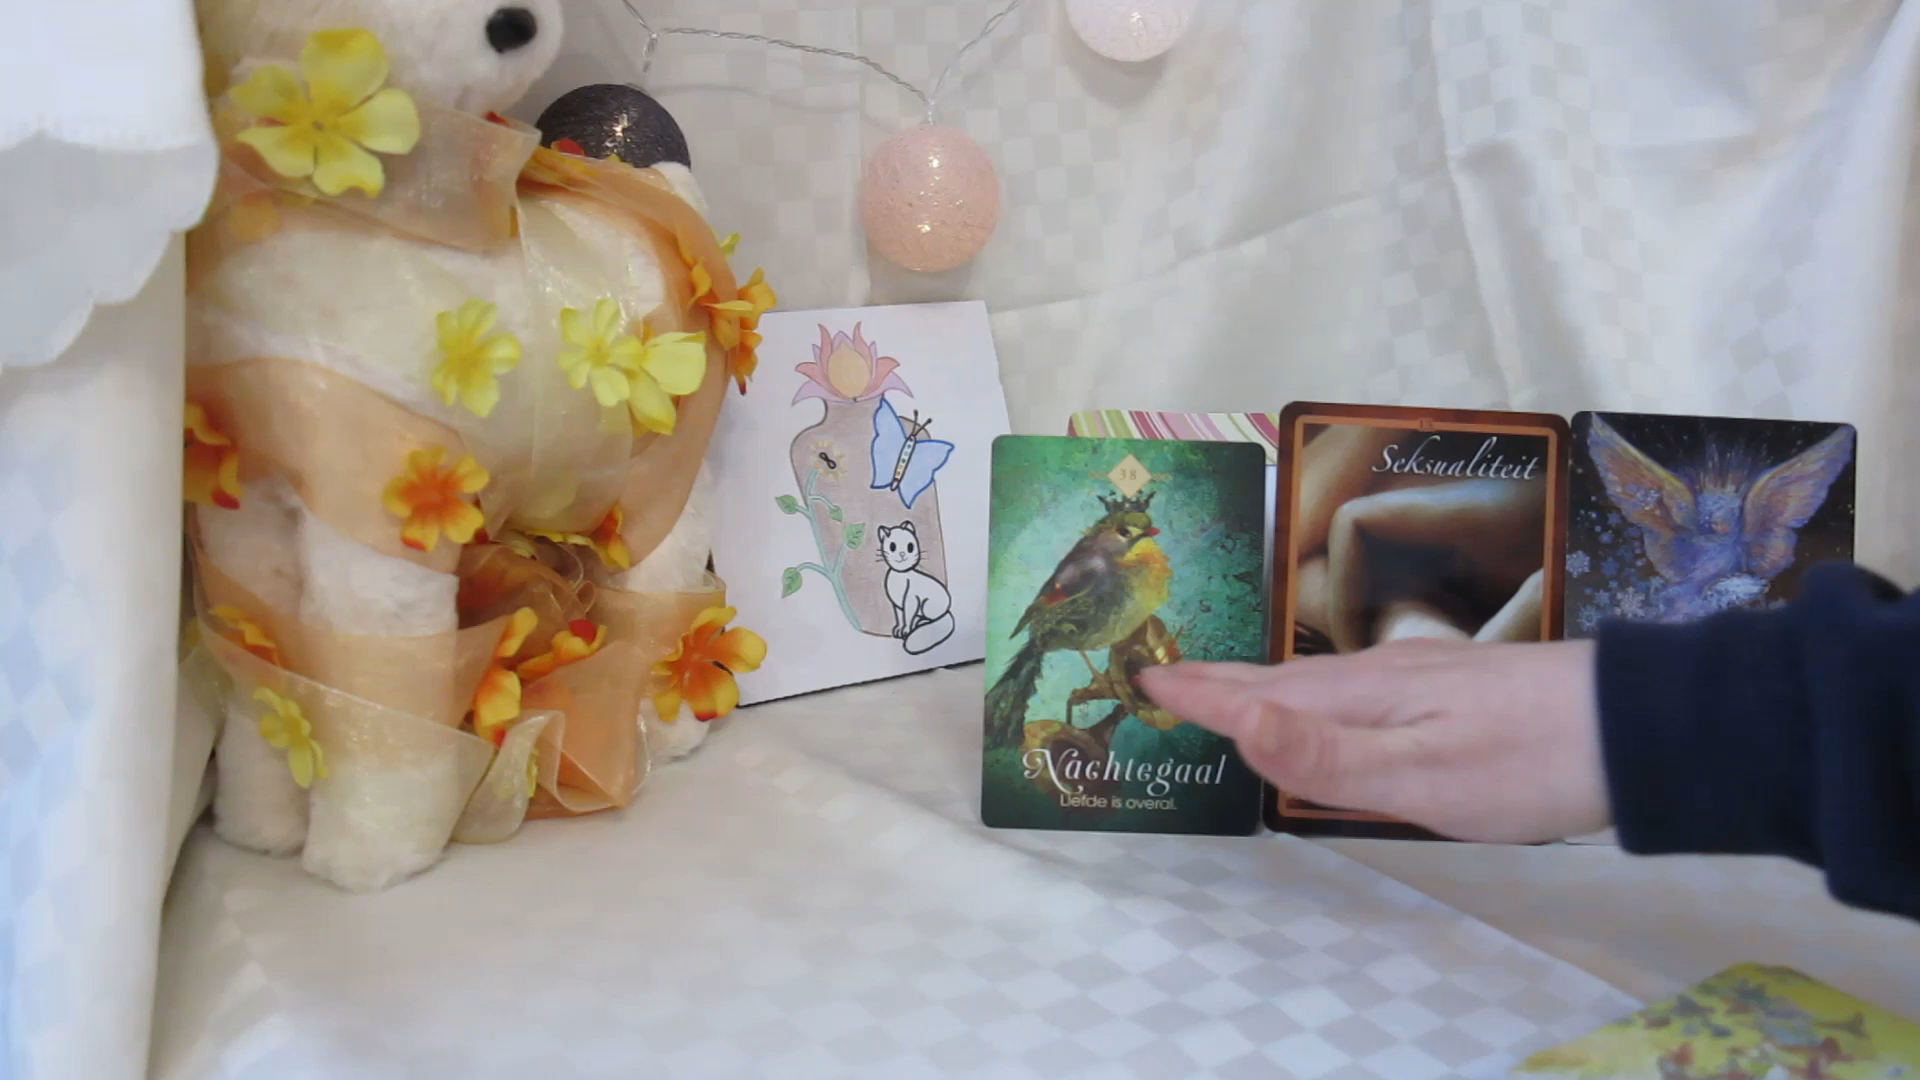 38
Nachtegaal
Liefde is overal.
Seksualiteit